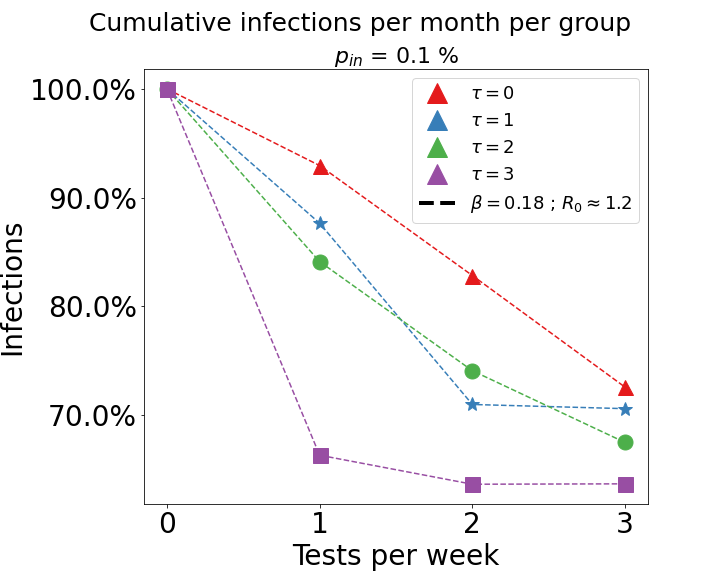 Cumulative infections per month per group
p_in = 0.1 %
100.0%
90.0%
80.0%
70.0%
Infections
τ = 0
τ = 1
τ = 2
τ = 3
β = 0.18 ; R₀ ≈ 1.2
0 1 2 3
Tests per week